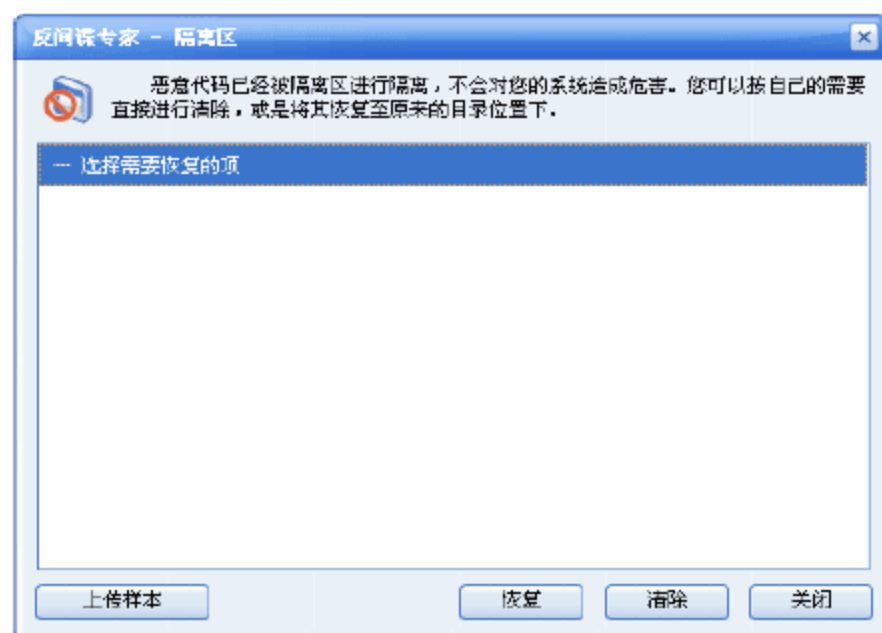 反间谍专家 - 隔离区
恶意代码已经被隔离区进行隔离，不会对您的系统造成危害。您可以按自己的需要
直接进行清除，或是将其恢复至原来的目录位置下。
--- 选择需要恢复的项
上传样本 恢复 清除 关闭